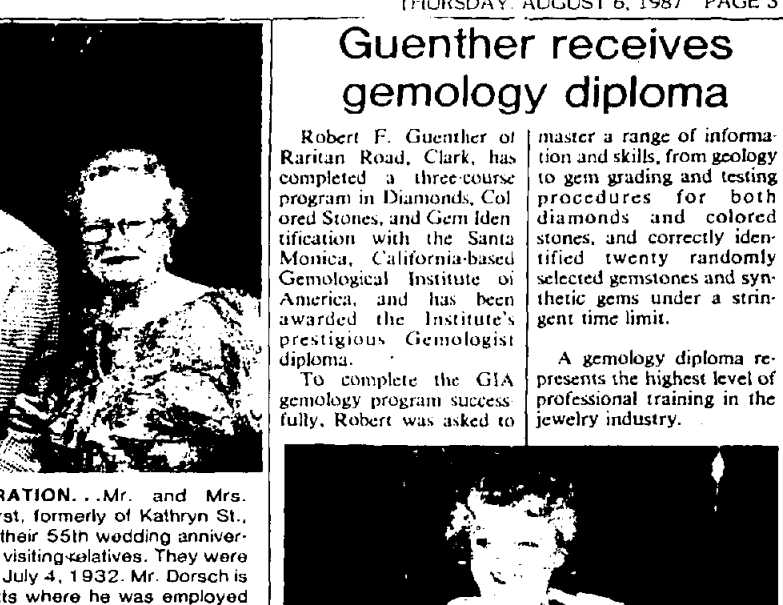 THURSDAY, AUGUST 6, 1987 PAGE 3
Guenther receives
gemology diploma
Robert F. Guenther of
Raritan Road, Clark, has
completed a three-course
program in Diamonds, Col
ored Stones, and Gem Iden
tification with the Santa
Monica, California-based
Gemological Institute of
America, and has been
awarded the Institute's
prestigious Gemologist
diploma.
To complete the GIA
gemology program success-
fully, Robert was asked to
master a range of informa-
tion and skills, from geology
to gem grading and testing
procedures for both
diamonds and colored
stones, and correctly iden-
tified twenty randomly
selected gemstones and syn-
thetic gems under a strin-
gent time limit.
A gemology diploma re-
presents the highest level of
professional training in the
jewelry industry.
RATION...Mr. and Mrs.
rst, formerly of Kathryn St.,
their 55th wedding anniver-
visiting relatives. They were
July 4, 1932. Mr. Dorsch is
ts where he was employed